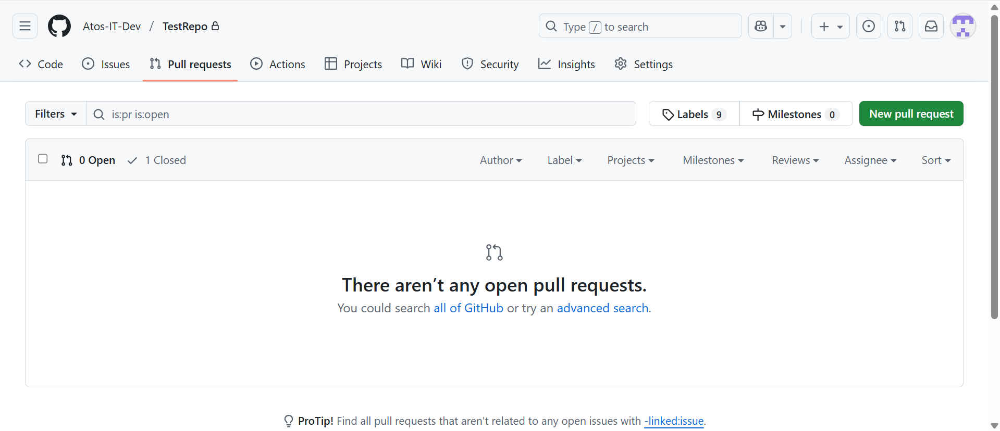 Atos-IT-Dev / TestRepo
Type / to search
Code Issues Pull requests Actions Projects Wiki Security Insights Settings
Filters is:pr is:open Labels 9 Milestones 0 New pull request
0 Open 1 Closed Author Label Projects Milestones Reviews Assignee Sort
There aren’t any open pull requests.
You could search all of GitHub or try an advanced search.
ProTip! Find all pull requests that aren't related to any open issues with -linked:issue.